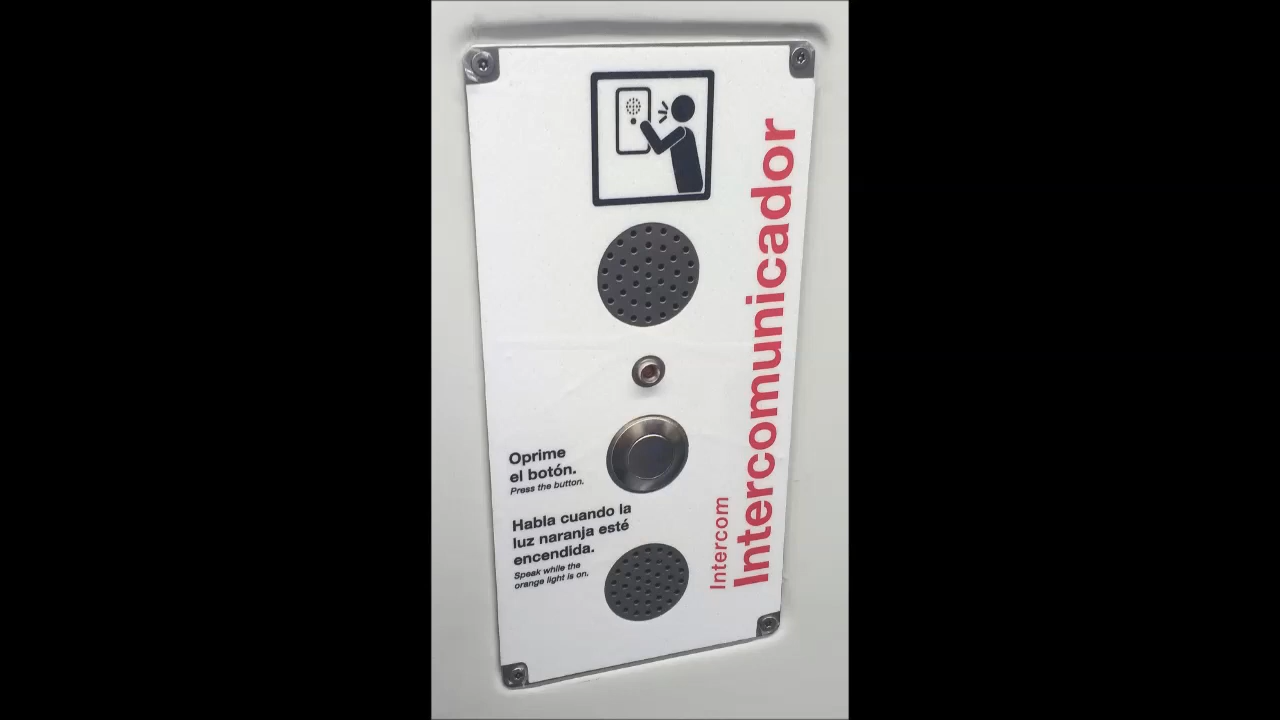 Oprime
el botón.
Press the button.
Habla cuando la
luz naranja esté
encendida.
Speak while the
orange light is on.
Intercom
Intercomunicador